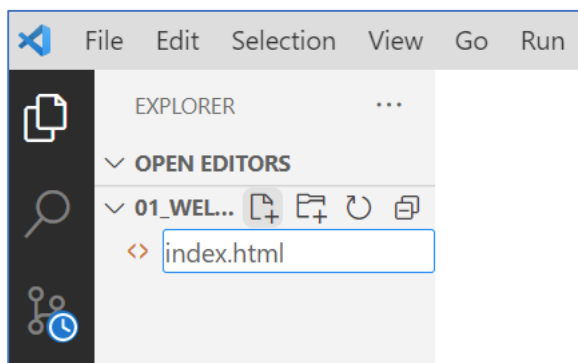 File Edit Selection View Go Run
EXPLORER ...
OPEN EDITORS
01_WEL...
<> index.html